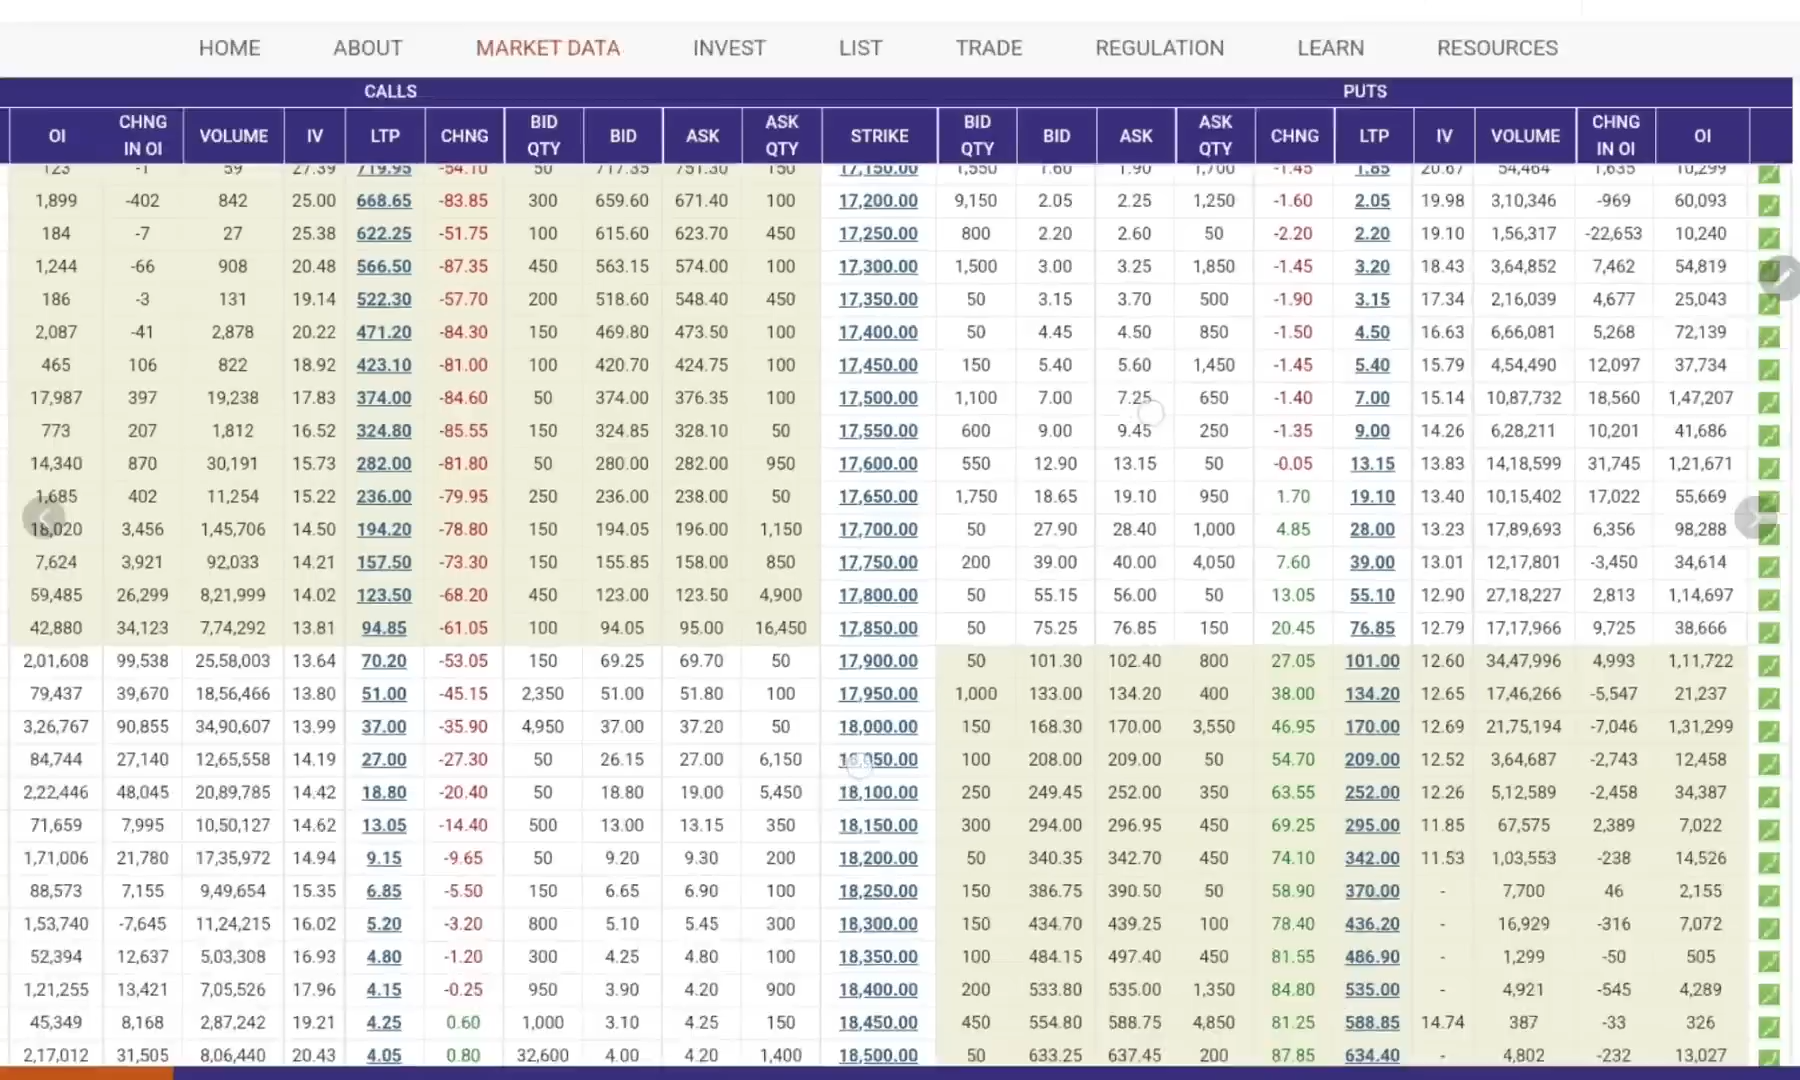 HOME ABOUT MARKET DATA INVEST LIST TRADE REGULATION LEARN RESOURCES
CALLS PUTS
OI CHNG IN OI VOLUME IV LTP CHNG BID QTY BID ASK ASK QTY STRIKE BID QTY BID ASK ASK QTY CHNG LTP IV VOLUME CHNG IN OI OI
123 -1 59 27.39 719.95 -54.10 50 717.35 751.30 150 17,150.00 1,550 1.60 1.90 1,700 -1.45 1.85 20.67 54,464 1,635 10,299
1,899 -402 842 25.00 668.65 -83.85 300 659.60 671.40 100 17,200.00 9,150 2.05 2.25 1,250 -1.60 2.05 19.98 3,10,346 -969 60,093
184 -7 27 25.38 622.25 -51.75 100 615.60 623.70 450 17,250.00 800 2.20 2.60 50 -2.20 2.20 19.10 1,56,317 -22,653 10,240
1,244 -66 908 20.48 566.50 -87.35 450 563.15 574.00 100 17,300.00 1,500 3.00 3.25 1,850 -1.45 3.20 18.43 3,64,852 7,462 54,819
186 -3 131 19.14 522.30 -57.70 200 518.60 548.40 450 17,350.00 50 3.15 3.70 500 -1.90 3.15 17.34 2,16,039 4,677 25,043
2,087 -41 2,878 20.22 471.20 -84.30 150 469.80 473.50 100 17,400.00 50 4.45 4.50 850 -1.50 4.50 16.63 6,66,081 5,268 72,139
465 106 822 18.92 423.10 -81.00 100 420.70 424.75 100 17,450.00 150 5.40 5.60 1,450 -1.45 5.40 15.79 4,54,490 12,097 37,734
17,987 397 19,238 17.83 374.00 -84.60 50 374.00 376.35 100 17,500.00 1,100 7.00 7.25 650 -1.40 7.00 15.14 10,87,732 18,560 1,47,207
773 207 1,812 16.52 324.80 -85.55 150 324.85 328.10 50 17,550.00 600 9.00 9.45 250 -1.35 9.00 14.26 6,28,211 10,201 41,686
14,340 870 30,191 15.73 282.00 -81.80 50 280.00 282.00 950 17,600.00 550 12.90 13.15 50 -0.05 13.15 13.83 14,18,599 31,745 1,21,671
1,685 402 11,254 15.22 236.00 -79.95 250 236.00 238.00 50 17,650.00 1,750 18.65 19.10 950 1.70 19.10 13.40 10,15,402 17,022 55,669
18,020 3,456 1,45,706 14.50 194.20 -78.80 150 194.05 196.00 1,150 17,700.00 50 27.90 28.40 1,000 4.85 28.00 13.23 17,89,693 6,356 98,288
7,624 3,921 92,033 14.21 157.50 -73.30 150 155.85 158.00 850 17,750.00 200 39.00 40.00 4,050 7.60 39.00 13.01 12,17,801 -3,450 34,614
59,485 26,299 8,21,999 14.02 123.50 -68.20 450 123.00 123.50 4,900 17,800.00 50 55.15 56.00 50 13.05 55.10 12.90 27,18,227 2,813 1,14,697
42,880 34,123 7,74,292 13.81 94.85 -61.05 100 94.05 95.00 16,450 17,850.00 50 75.25 76.85 150 20.45 76.85 12.79 17,17,966 9,725 38,666
2,01,608 99,538 25,58,003 13.64 70.20 -53.05 150 69.25 69.70 50 17,900.00 50 101.30 102.40 800 27.05 101.00 12.60 34,47,996 4,993 1,11,722
79,437 39,670 18,56,466 13.80 51.00 -45.15 2,350 51.00 51.80 100 17,950.00 1,000 133.00 134.20 400 38.00 134.20 12.65 17,46,266 -5,547 21,237
3,26,767 90,855 34,90,607 13.99 37.00 -35.90 4,950 37.00 37.20 50 18,000.00 150 168.30 170.00 3,550 46.95 170.00 12.69 21,75,194 -7,046 1,31,299
84,744 27,140 12,65,558 14.19 27.00 -27.30 50 26.15 27.00 6,150 18,050.00 100 208.00 209.00 50 54.70 209.00 12.52 3,64,687 -2,743 12,458
2,22,446 48,045 20,89,785 14.42 18.80 -20.40 50 18.80 19.00 5,450 18,100.00 250 249.45 252.00 350 63.55 252.00 12.26 5,12,589 -2,458 34,387
71,659 7,995 10,50,127 14.62 13.05 -14.40 500 13.00 13.15 350 18,150.00 300 294.00 296.95 450 69.25 295.00 11.85 67,575 2,389 7,022
1,71,006 21,780 17,35,972 14.94 9.15 -9.65 50 9.20 9.30 200 18,200.00 50 340.35 342.70 450 74.10 342.00 11.53 1,03,553 -238 14,526
88,573 7,155 9,49,654 15.35 6.85 -5.50 150 6.65 6.90 100 18,250.00 150 386.75 390.50 50 58.90 370.00 - 7,700 46 2,155
1,53,740 -7,645 11,24,215 16.02 5.20 -3.20 800 5.10 5.45 300 18,300.00 150 434.70 439.25 100 78.40 436.20 - 16,929 -316 7,072
52,394 12,637 5,03,308 16.93 4.80 -1.20 300 4.25 4.80 100 18,350.00 100 484.15 497.40 450 81.55 486.90 - 1,299 -50 505
1,21,255 13,421 7,05,526 17.96 4.15 -0.25 950 3.90 4.20 900 18,400.00 200 533.80 535.00 1,350 84.80 535.00 - 4,921 -545 4,289
45,349 8,168 2,87,242 19.21 4.25 0.60 1,000 3.10 4.25 150 18,450.00 450 554.80 588.75 4,850 81.25 588.85 14.74 387 -33 326
2,17,012 31,505 8,06,440 20.43 4.05 0.80 32,600 4.00 4.20 1,400 18,500.00 50 633.25 637.45 200 87.85 634.40 - 4,802 -232 13,027